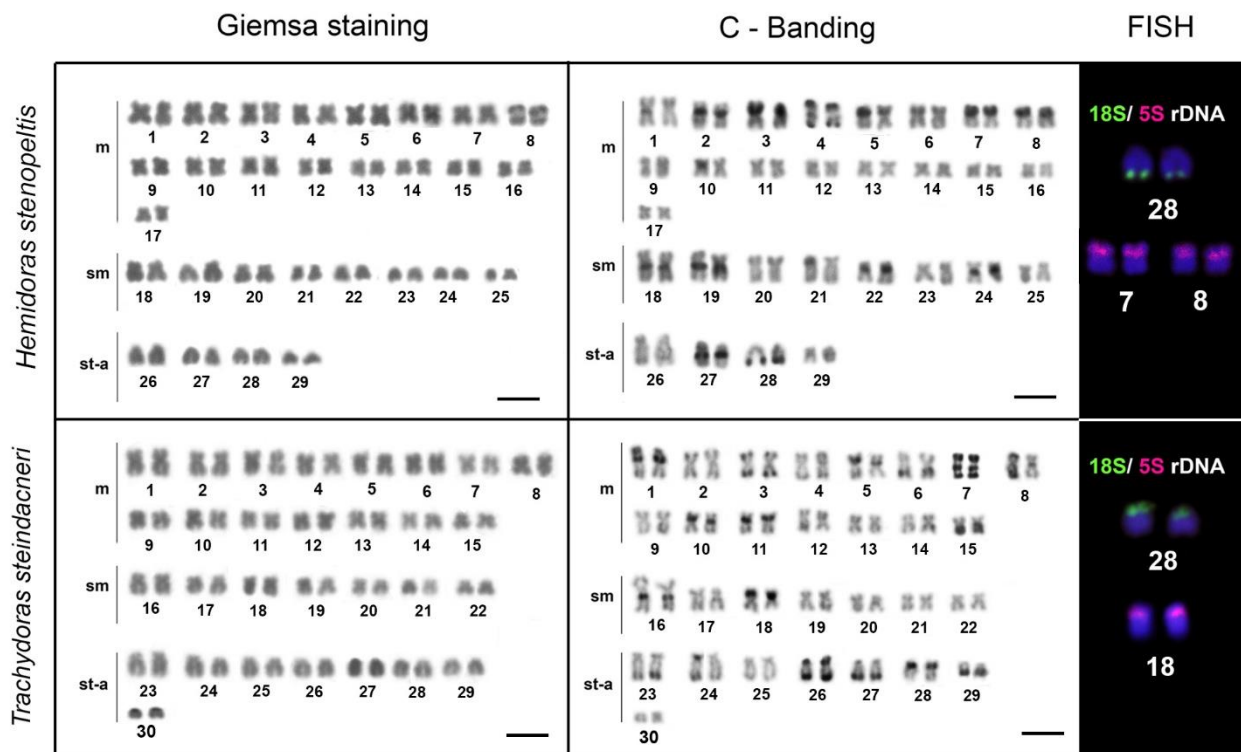 Giemsa staining
C - Banding
FISH
Hemidoras stenopeltis
m
1 2 3 4 5 6 7 8
9 10 11 12 13 14 15 16
17
sm
18 19 20 21 22 23 24 25
st-a
26 27 28 29
m
1 2 3 4 5 6 7 8
9 10 11 12 13 14 15 16
17
sm
18 19 20 21 22 23 24 25
st-a
26 27 28 29
18S/ 5S rDNA
28
7 8
Trachydoras steindacneri
m
1 2 3 4 5 6 7 8
9 10 11 12 13 14 15
sm
16 17 18 19 20 21 22
st-a
23 24 25 26 27 28 29
30
m
1 2 3 4 5 6 7 8
9 10 11 12 13 14 15
sm
16 17 18 19 20 21 22
st-a
23 24 25 26 27 28 29
30
18S/ 5S rDNA
28
18